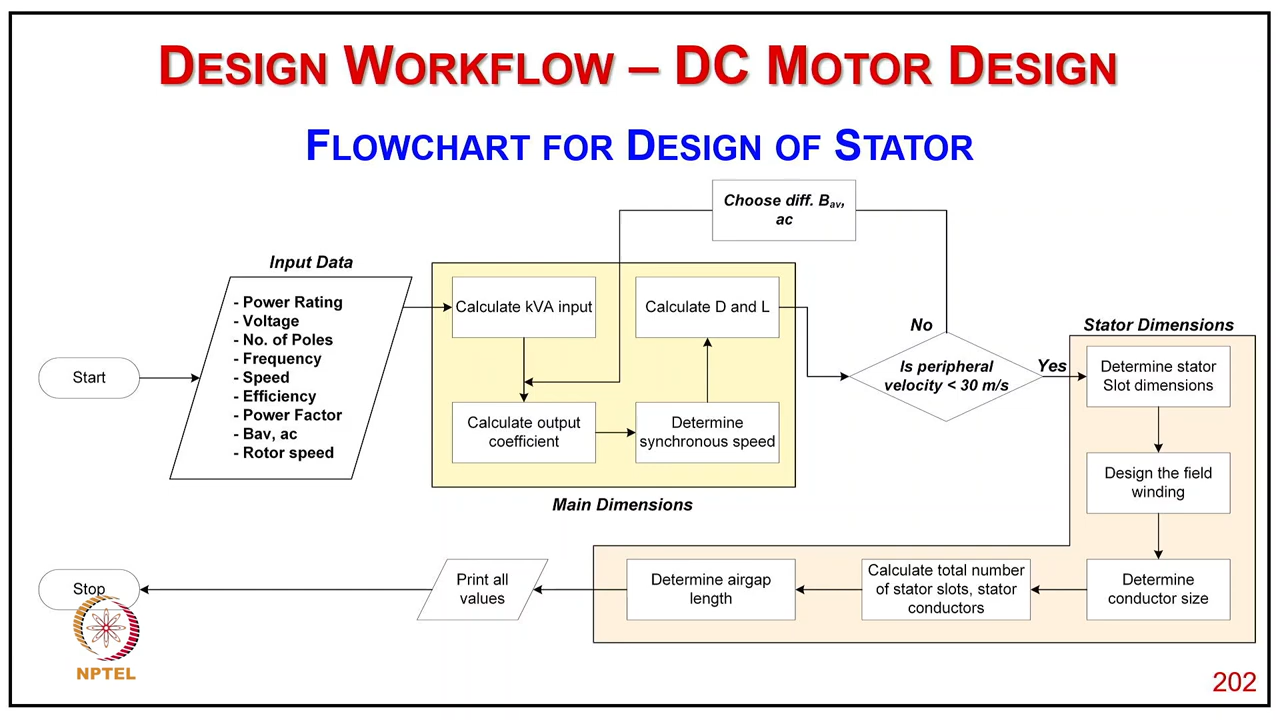 DESIGN WORKFLOW – DC MOTOR DESIGN
FLOWCHART FOR DESIGN OF STATOR
Choose diff. Bav,
ac
Input Data
- Power Rating
- Voltage
- No. of Poles
- Frequency
- Speed
- Efficiency
- Power Factor
- Bav, ac
- Rotor speed
Start
Calculate kVA input
Calculate D and L
Calculate output
coefficient
Determine
synchronous speed
Main Dimensions
No
Is peripheral
velocity < 30 m/s
Yes
Stator Dimensions
Determine stator
Slot dimensions
Design the field
winding
Determine
conductor size
Calculate total number
of stator slots, stator
conductors
Determine airgap
length
Print all
values
Stop
NPTEL
202